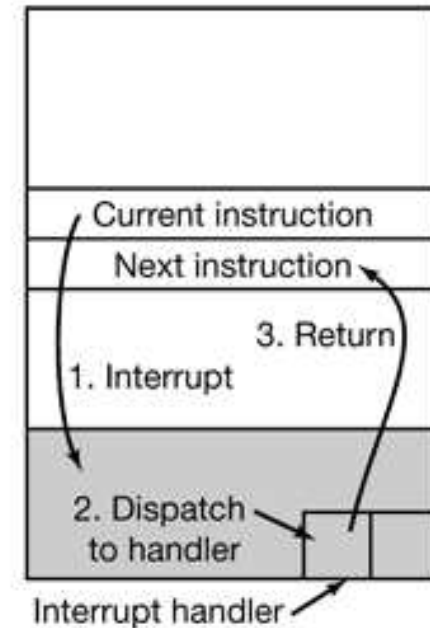 Current instruction
Next instruction
3. Return
1. Interrupt
2. Dispatch
to handler
Interrupt handler